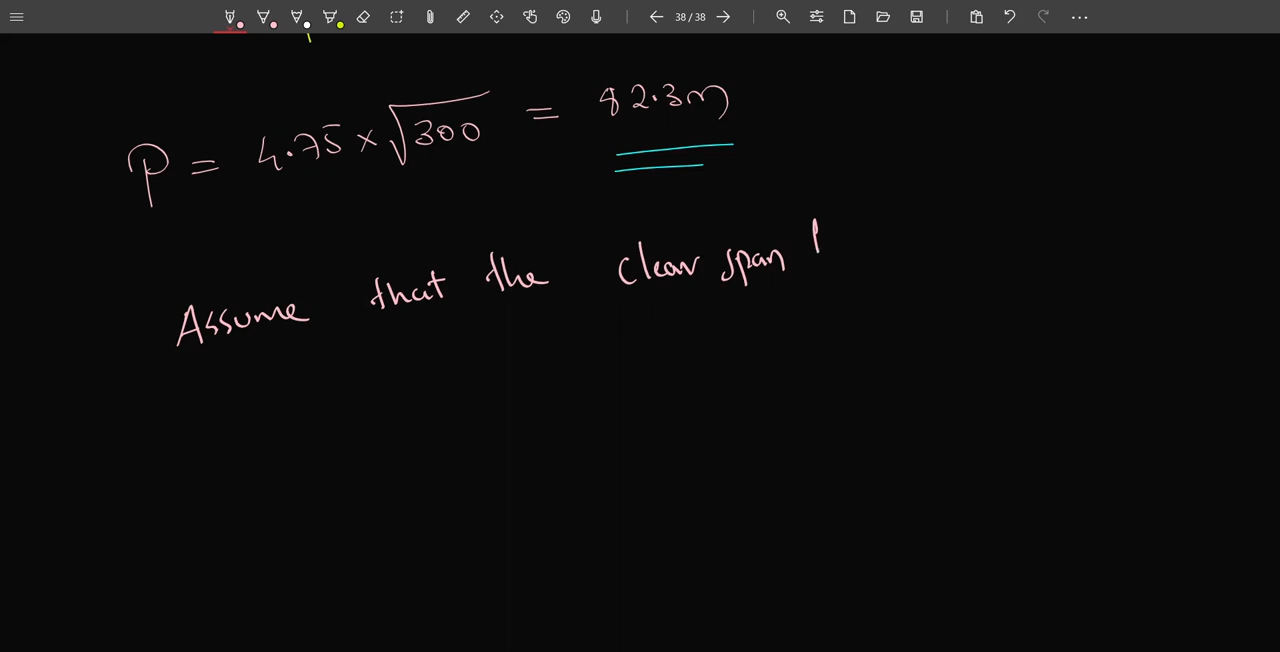 38/38
P = 4.75 × √300 = 82.3m
Assume that the clear span